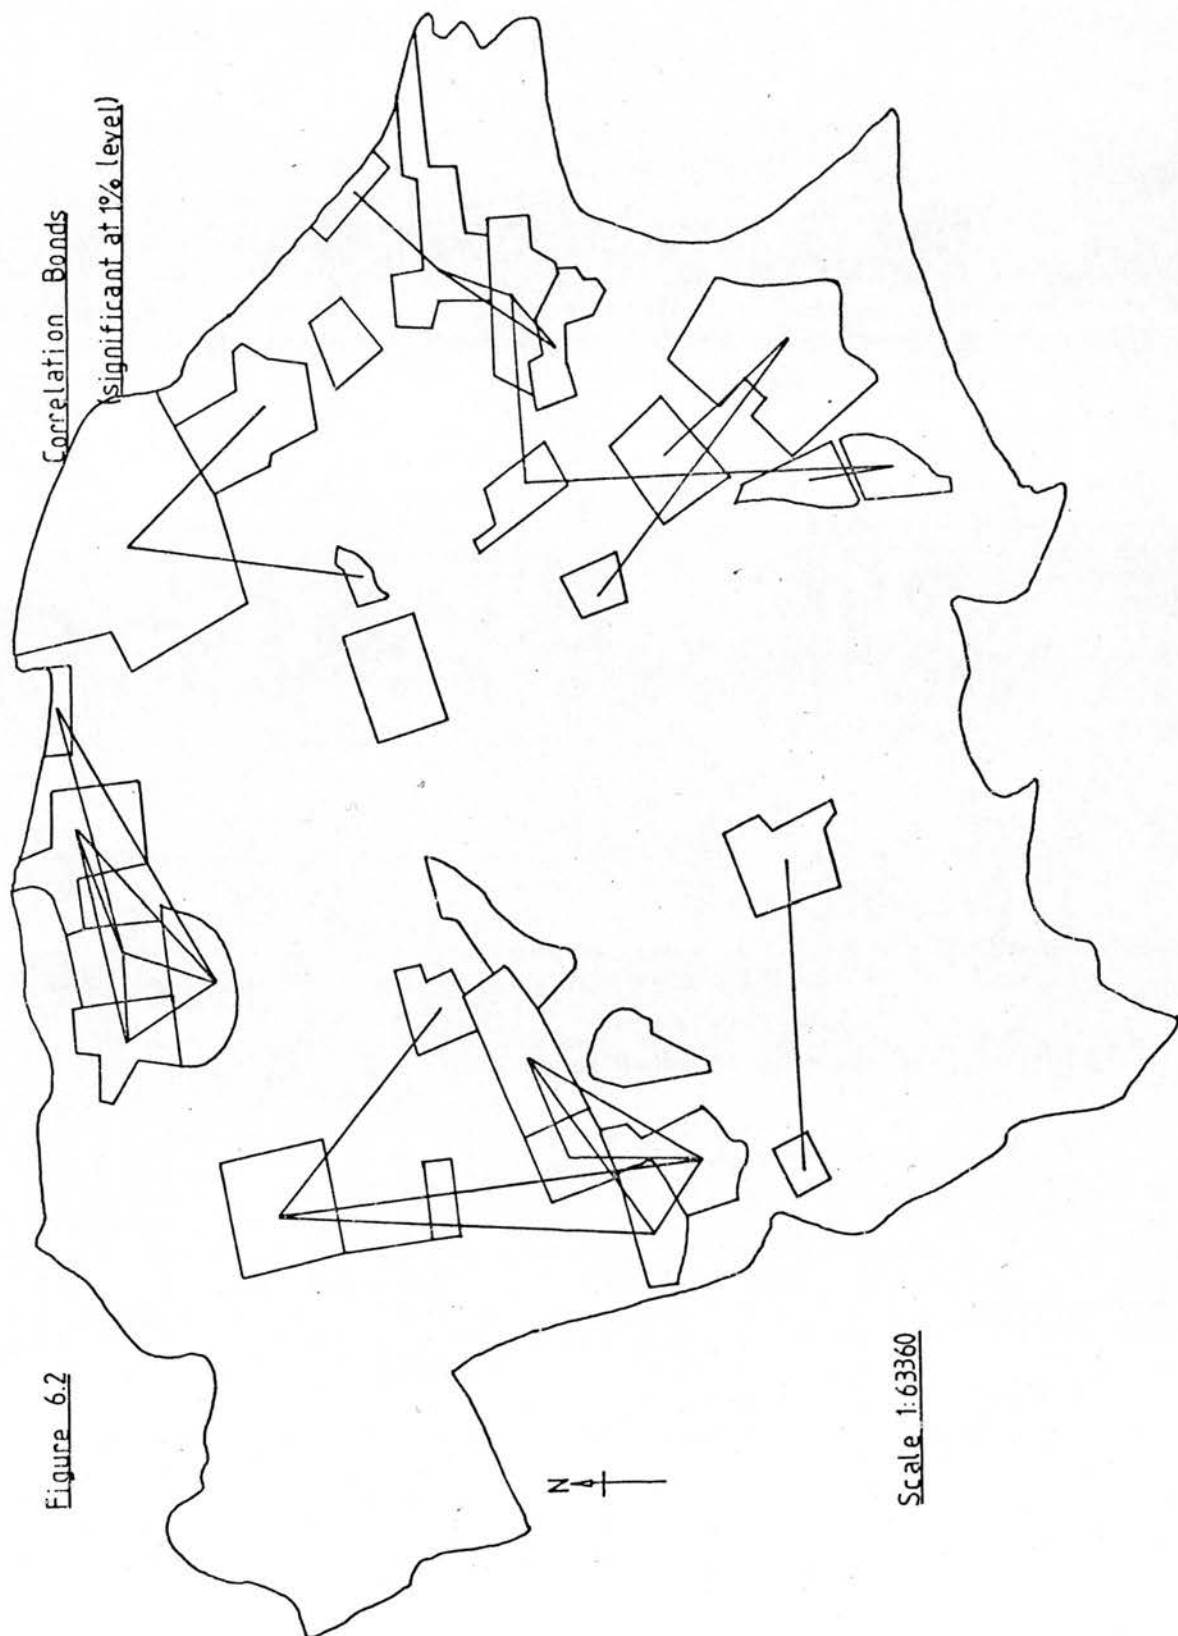 Figure 6.2
Correlation Bonds
(significant at 1% level)
N
Scale 1:63360